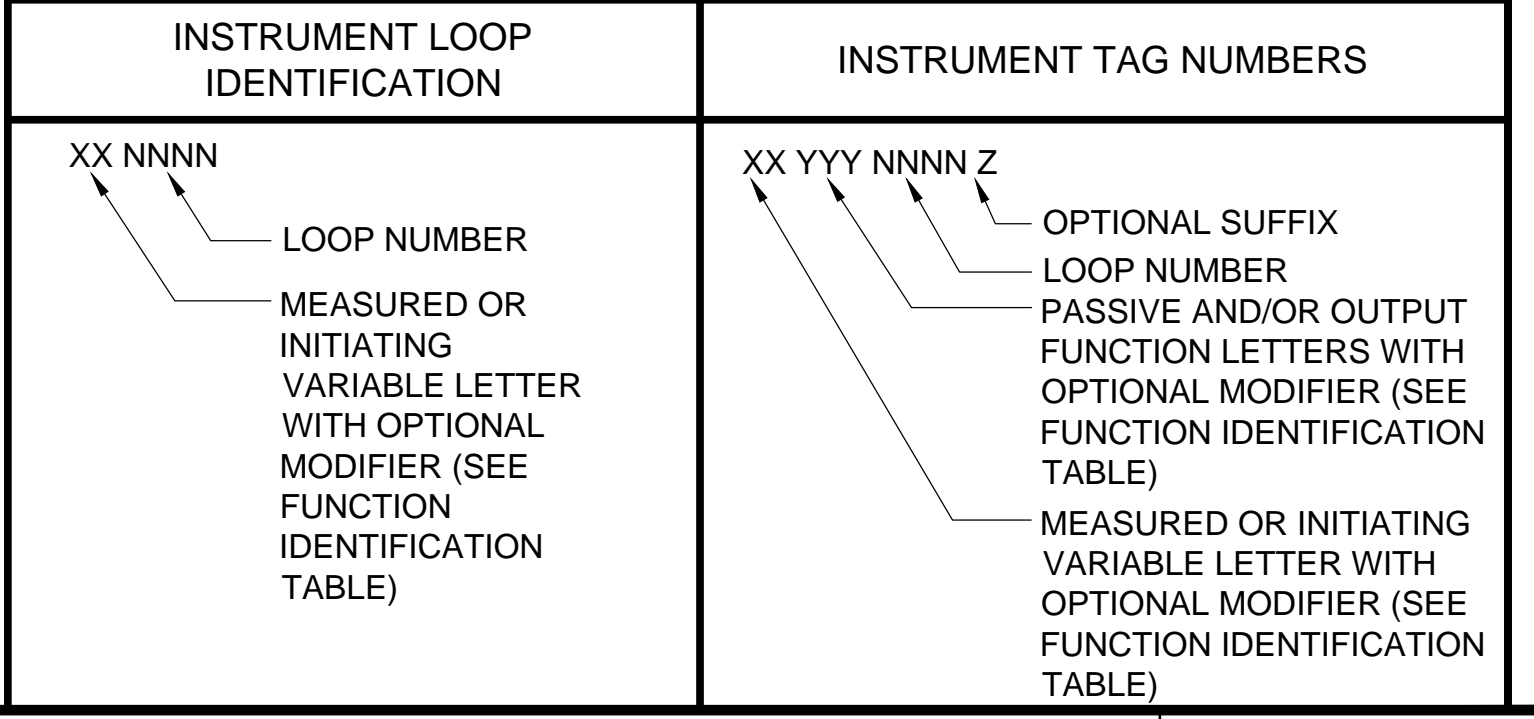 INSTRUMENT LOOP
IDENTIFICATION
INSTRUMENT TAG NUMBERS
XX NNNN
LOOP NUMBER
MEASURED OR
INITIATING
VARIABLE LETTER
WITH OPTIONAL
MODIFIER (SEE
FUNCTION
IDENTIFICATION
TABLE)
XX YYY NNNN Z
OPTIONAL SUFFIX
LOOP NUMBER
PASSIVE AND/OR OUTPUT
FUNCTION LETTERS WITH
OPTIONAL MODIFIER (SEE
FUNCTION IDENTIFICATION
TABLE)
MEASURED OR INITIATING
VARIABLE LETTER WITH
OPTIONAL MODIFIER (SEE
FUNCTION IDENTIFICATION
TABLE)